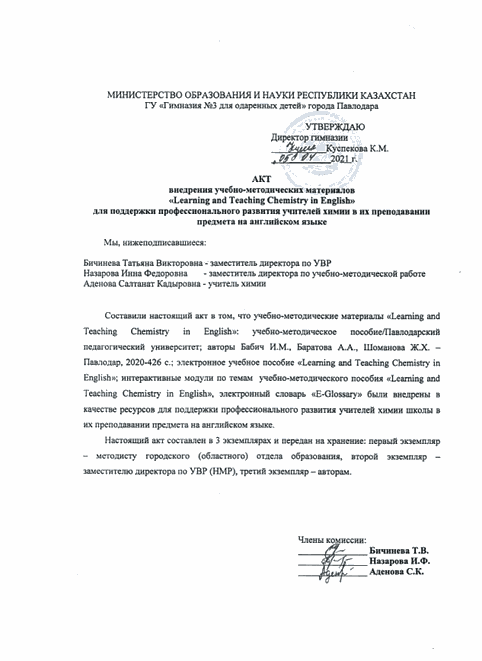 МИНИСТЕРСТВО ОБРАЗОВАНИЯ И НАУКИ РЕСПУБЛИКИ КАЗАХСТАН
ГУ «Гимназия №3 для одаренных детей» города Павлодара
УТВЕРЖДАЮ
Директор гимназии
Куспекова К.М.
2021 г.
АКТ
внедрения учебно-методических материалов
«Learning and Teaching Chemistry in English»
для поддержки профессионального развития учителей химии в их преподавании
предмета на английском языке
Мы, нижеподписавшиеся:
Бичинева Татьяна Викторовна - заместитель директора по УВР
Назарова Инна Федоровна - заместитель директора по учебно-методической работе
Аденова Салтанат Кадыровна - учитель химии
Составили настоящий акт в том, что учебно-методические материалы «Learning and
Teaching Chemistry in English»: учебно-методическое пособие/Павлодарский
педагогический университет; авторы Бабич И.М., Баратова А.А., Шоманова Ж.Х. –
Павлодар, 2020-426 с.; электронное учебное пособие «Learning and Teaching Chemistry in
English»; интерактивные модули по темам учебно-методического пособия «Learning and
Teaching Chemistry in English», электронный словарь «E-Glossary» были внедрены в
качестве ресурсов для поддержки профессионального развития учителей химии школы в
их преподавании предмета на английском языке.
Настоящий акт составлен в 3 экземплярах и передан на хранение: первый экземпляр
– методисту городского (областного) отдела образования, второй экземпляр –
заместителю директора по УВР (НМР), третий экземпляр – авторам.
Члены комиссии:
Бичинева Т.В.
Назарова И.Ф.
Аденова С.К.